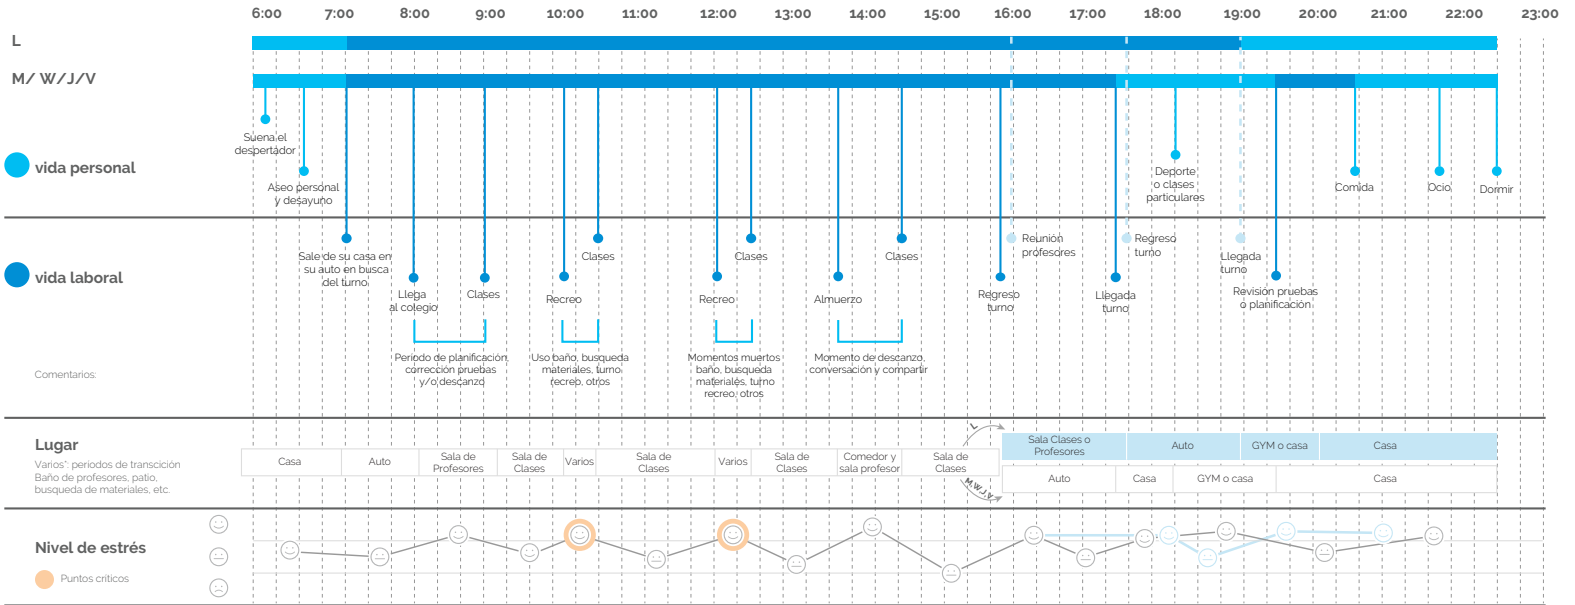 6:00 7:00 8:00 9:00 10:00 11:00 12:00 13:00 14:00 15:00 16:00 17:00 18:00 19:00 20:00 21:00 22:00 23:00
L
M/ W/J/V
Suena el
despertador
vida personal
Aseo personal
y desayuno
Deporte
o clases
particulares
Comida
Ocio
Dormir
vida laboral
Sale de su casa en
su auto en busca
del turno
Llega
al colegio
Clases
Recreo
Clases
Recreo
Clases
Almuerzo
Clases
Regreso
turno
Reunión
profesores
Llegada
turno
Regreso
turno
Llegada
turno
Revisión pruebas
o planificación
Comentarios:
Período de planificación,
corrección pruebas
y/o descanzo
Uso baño, busqueda
materiales, turno
recreo, otros
Momentos muertos
baño, busqueda
materiales, turno
recreo, otros
Momento de descanzo,
conversación y compartir
Lugar
Varios*: períodos de transcición
Baño de profesores, patio,
busqueda de materiales, etc.
Casa
Auto
Sala de
Profesores
Sala de
Clases
Varios
Sala de
Clases
Varios
Sala de
Clases
Comedor y
sala profesor
Sala de
Clases
L
M,W,J,V
Sala Clases o
Profesores
Auto
GYM o casa
Casa
Auto
Casa
GYM o casa
Casa
Nivel de estrés
Puntos críticos